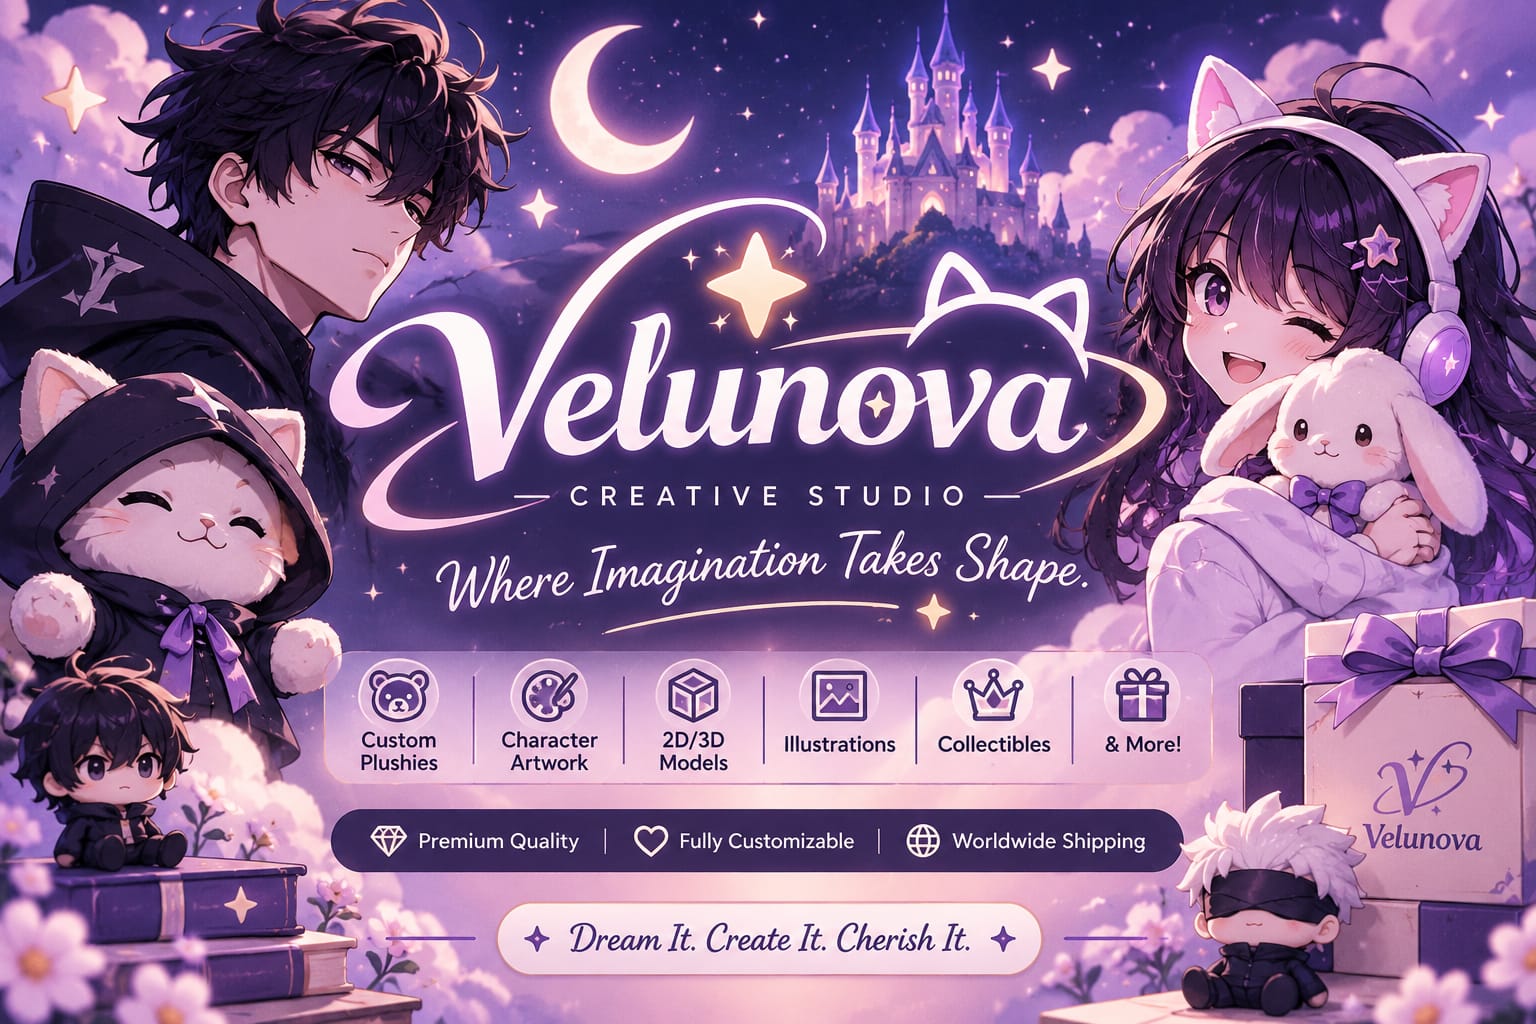 Velunova
CREATIVE STUDIO
Where Imagination Takes Shape.
Custom
Plushies
Character
Artwork
2D/3D
Models
Illustrations
Collectibles
& More!
Premium Quality
Fully Customizable
Worldwide Shipping
Dream It. Create It. Cherish It.
V
Velunova